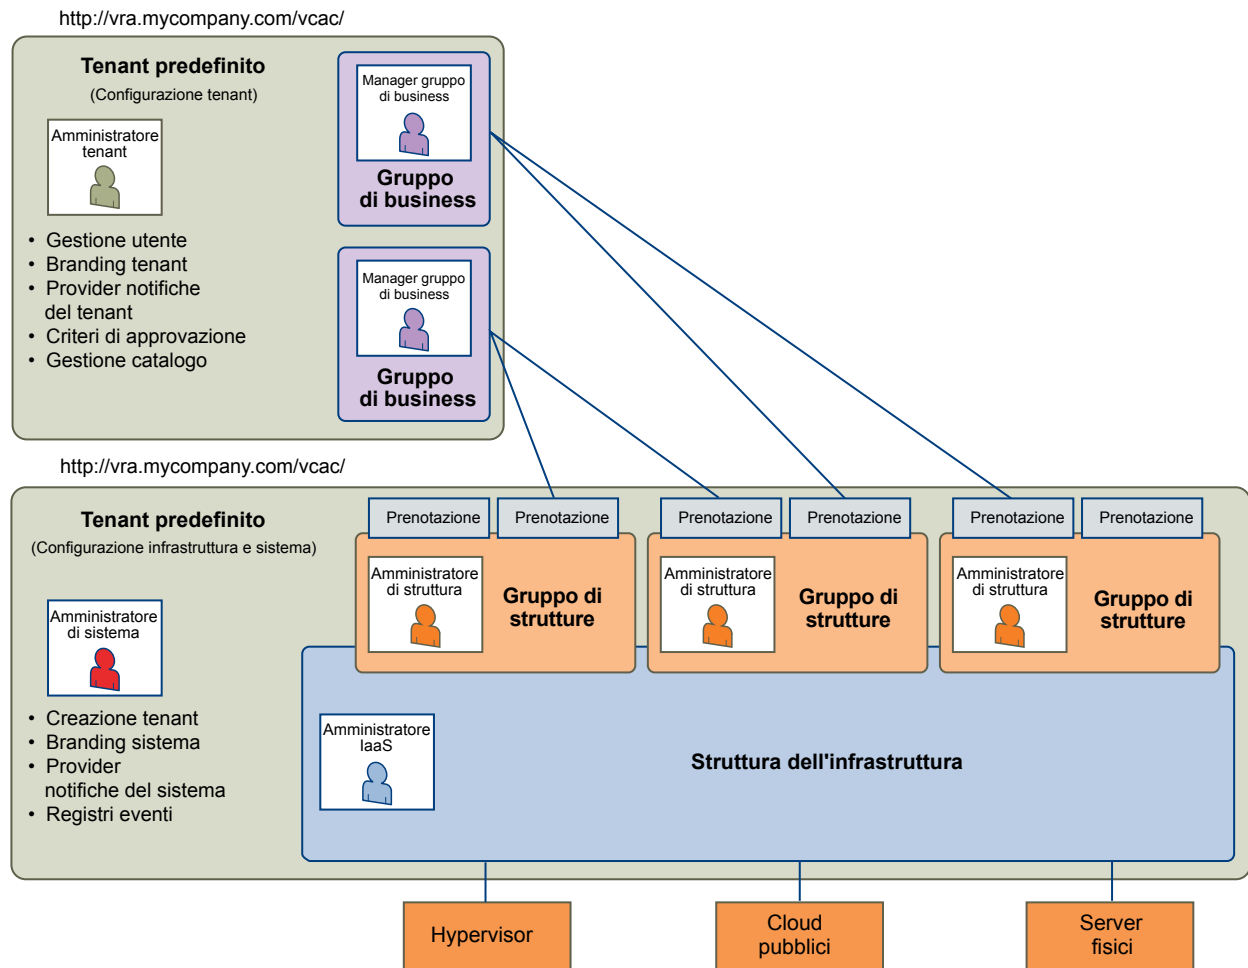 http://vra.mycompany.com/vcac/
Tenant predefinito
(Configurazione tenant)
Amministratore
tenant
• Gestione utente
• Branding tenant
• Provider notifiche
del tenant
• Criteri di approvazione
• Gestione catalogo
Manager gruppo
di business
Gruppo
di business
Manager gruppo
di business
Gruppo
di business
http://vra.mycompany.com/vcac/
Tenant predefinito
(Configurazione infrastruttura e sistema)
Amministratore
di sistema
• Creazione tenant
• Branding sistema
• Provider
notifiche del sistema
• Registri eventi
Prenotazione
Prenotazione
Amministratore
di struttura
Gruppo di
strutture
Prenotazione
Prenotazione
Amministratore
di struttura
Gruppo di
strutture
Prenotazione
Prenotazione
Amministratore
di struttura
Gruppo di
strutture
Amministratore
IaaS
Struttura dell'infrastruttura
Hypervisor
Cloud
pubblici
Server
fisici